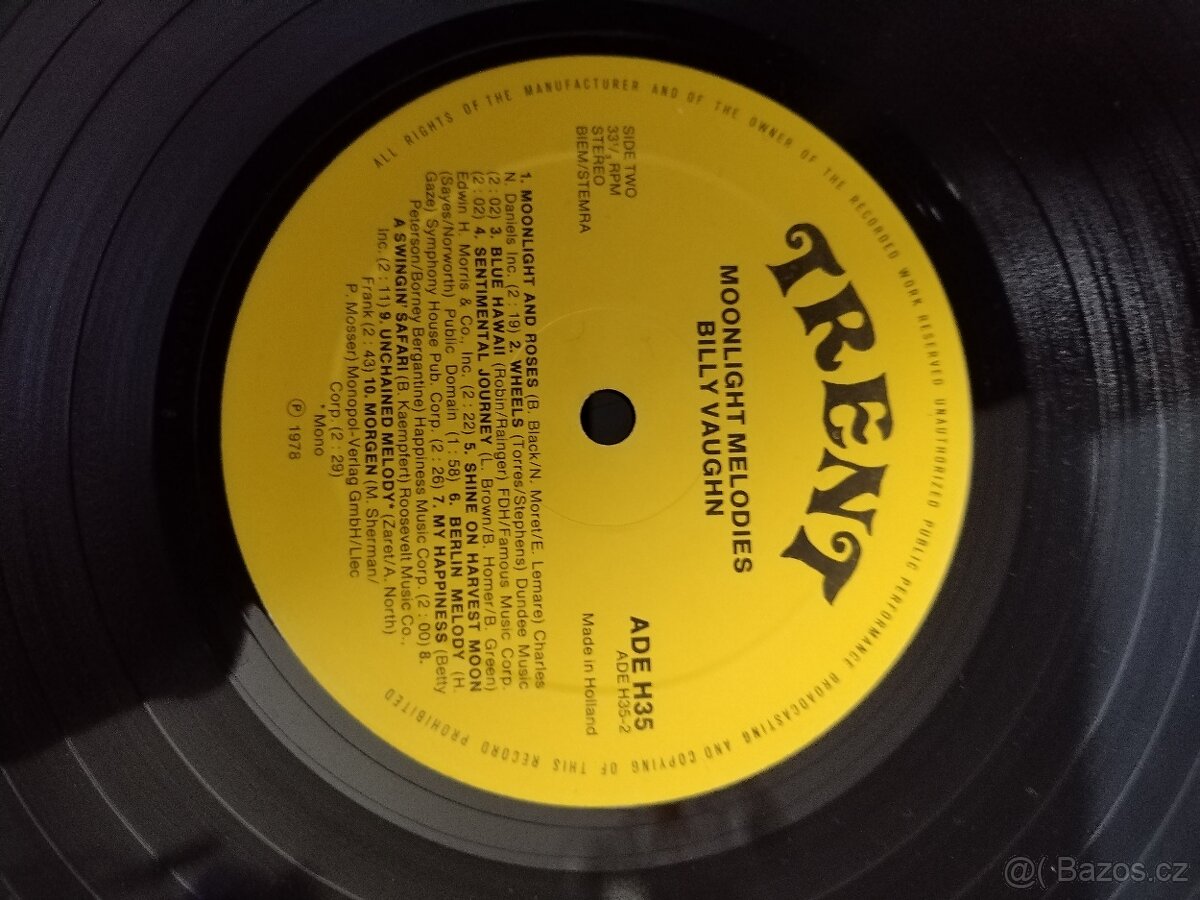 ALL RIGHTS OF THE MANUFACTURER AND OF THE OWNER OF THE RECORDED WORK RESERVED UNAUTHORIZED PUBLIC PERFORMANCE BROADCASTING AND COPYING OF THIS RECORD PROHIBITED
TRENT
MOONLIGHT MELODIES
BILLY VAUGHN
SIDE TWO
33⅓ RPM
STEREO
BIEM/STEMRA
ADE H35
ADE H35-2
Made in Holland
1. MOONLIGHT AND ROSES (B. Black/N. Moret/E. Lemare) Charles
N. Daniels Inc. (2 : 19) 2. WHEELS (Torres/Stephens) Dundee Music
(2 : 02) 3. BLUE HAWAII (Robin/Rainger) FDH/Famous Music Corp.
(2 : 02) 4. SENTIMENTAL JOURNEY (L. Brown/B. Homer/B. Green)
Edwin H. Morris & Co., Inc. (2 : 22) 5. SHINE ON HARVEST MOON
(Sayes/Norworth) Public Domain (1 : 58) 6. BERLIN MELODY (H.
Gaze) Symphony House Pub. Corp. (2 : 26) 7. MY HAPPINESS (Betty
Peterson/Borney Bergantine) Happiness Music Corp. (2 : 00) 8.
A SWINGIN' SAFARI (B. Kaempfert) Roosevelt Music Co.,
Inc. (2 : 11) 9. UNCHAINED MELODY* (Zaret/A. North)
Frank (2 : 43) 10. MORGEN (M. Sherman/
P. Mosser) Monopol-Verlag GmbH/Llec
Corp (2 : 29)
*Mono
Ⓟ 1978
@( Bazos.cz